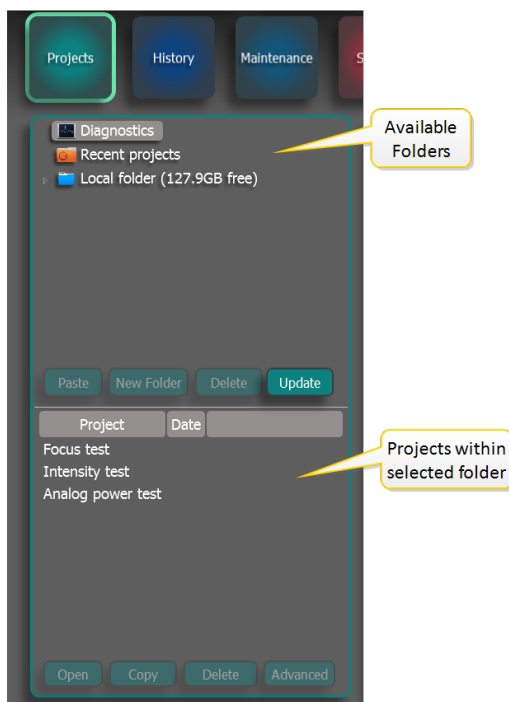 Projects
History
Maintenance
S
Diagnostics
Recent projects
Local folder (127.9GB free)
Available
Folders
Paste
New Folder
Delete
Update
Project
Date
Focus test
Intensity test
Analog power test
Projects within
selected folder
Open
Copy
Delete
Advanced